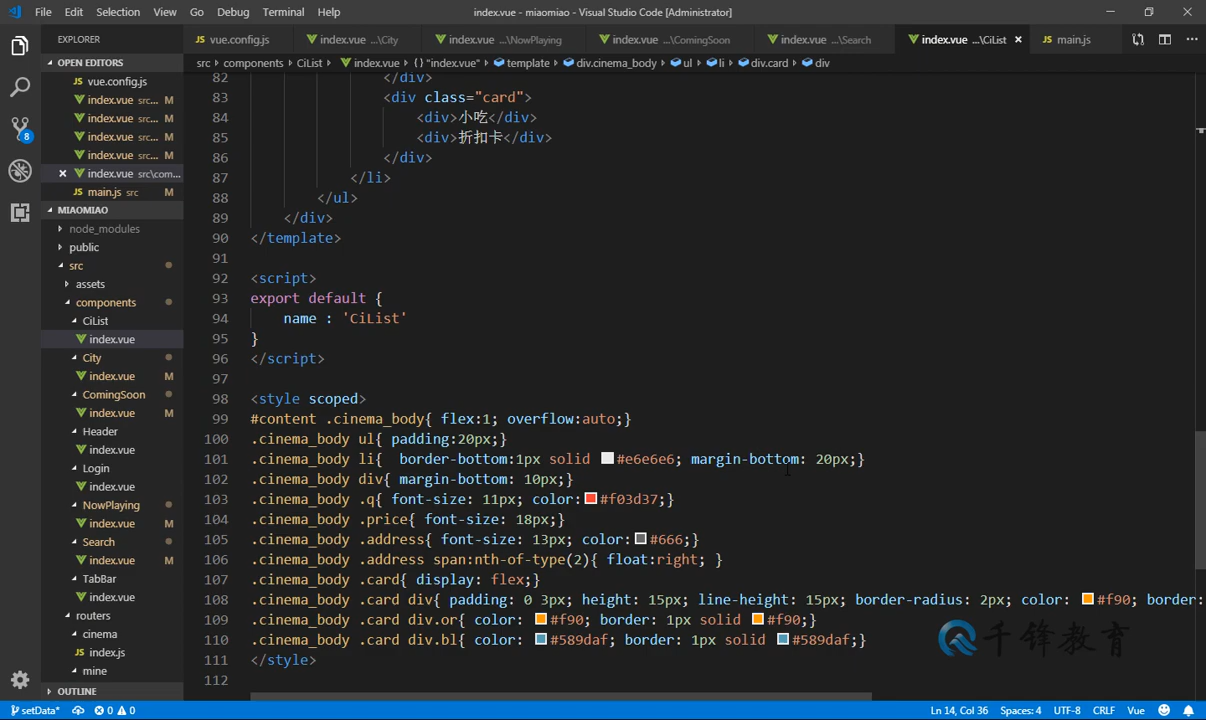 File Edit Selection View Go Debug Terminal Help
index.vue - miaomiao - Visual Studio Code [Administrator]
EXPLORER
vue.config.js
index.vue ...\City
index.vue ...\NowPlaying
index.vue ...\ComingSoon
index.vue ...\Search
index.vue ...\CiList
main.js
OPEN EDITORS
vue.config.js
index.vue src... M
index.vue src... M
index.vue src... M
index.vue src... M
index.vue src\com...
main.js src M
MIAOMIAO
node_modules
public
src
assets
components
CiList
index.vue
City
index.vue M
ComingSoon
index.vue M
Header
index.vue
Login
index.vue
NowPlaying
index.vue M
Search
index.vue M
TabBar
index.vue
routers
cinema
index.js
mine
OUTLINE
src components CiList index.vue {} "index.vue" template div.cinema_body ul li div.card div
82 </div>
83 <div class="card">
84 <div>小吃</div>
85 <div>折扣卡</div>
86 </div>
87 </li>
88 </ul>
89 </div>
90 </template>
91
92 <script>
93 export default {
94 name : 'CiList'
95 }
96 </script>
97
98 <style scoped>
99 #content .cinema_body{ flex:1; overflow:auto;}
100 .cinema_body ul{ padding:20px;}
101 .cinema_body li{  border-bottom:1px solid #e6e6e6; margin-bottom: 20px;}
102 .cinema_body div{ margin-bottom: 10px;}
103 .cinema_body .q{ font-size: 11px; color:#f03d37;}
104 .cinema_body .price{ font-size: 18px;}
105 .cinema_body .address{ font-size: 13px; color:#666;}
106 .cinema_body .address span:nth-of-type(2){ float:right; }
107 .cinema_body .card{ display: flex;}
108 .cinema_body .card div{ padding: 0 3px; height: 15px; line-height: 15px; border-radius: 2px; color: #f90; border:
109 .cinema_body .card div.or{ color: #f90; border: 1px solid #f90;}
110 .cinema_body .card div.bl{ color: #589daf; border: 1px solid #589daf;}
111 </style>
112
千锋教育
8
setData* 0 0
Ln 14, Col 36 Spaces: 4 UTF-8 CRLF Vue